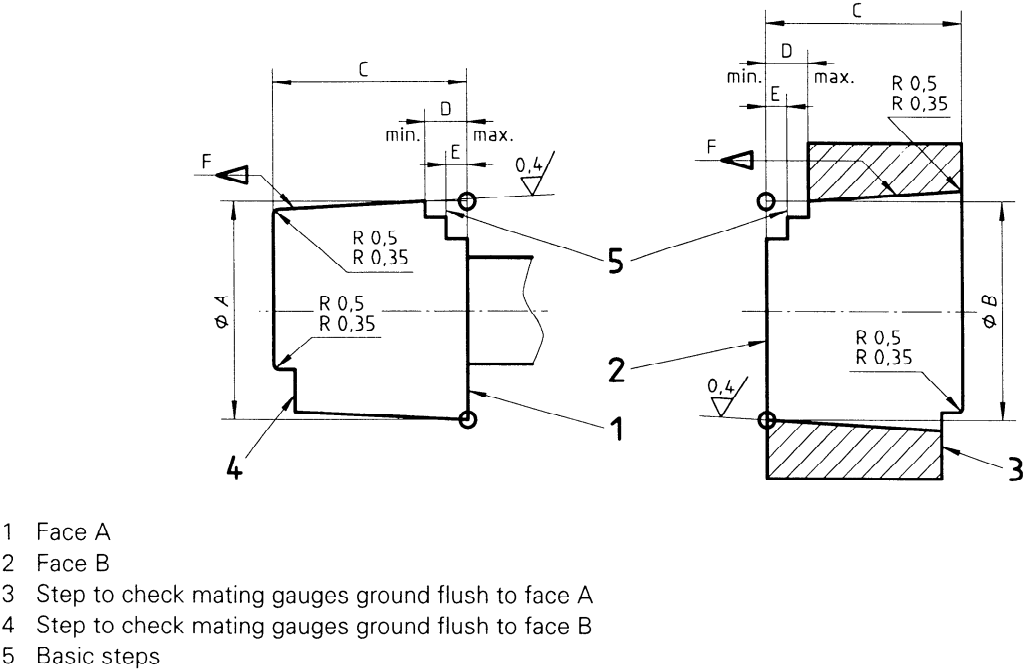 C
D
min. max.
E
F
0,4
R 0,5
R 0,35
R 0,5
R 0,35
ϕ A
4
1
5
2
C
D
min. max.
E
R 0,5
R 0,35
F
ϕ B
R 0,5
R 0,35
0,4
3
1 Face A
2 Face B
3 Step to check mating gauges ground flush to face A
4 Step to check mating gauges ground flush to face B
5 Basic steps